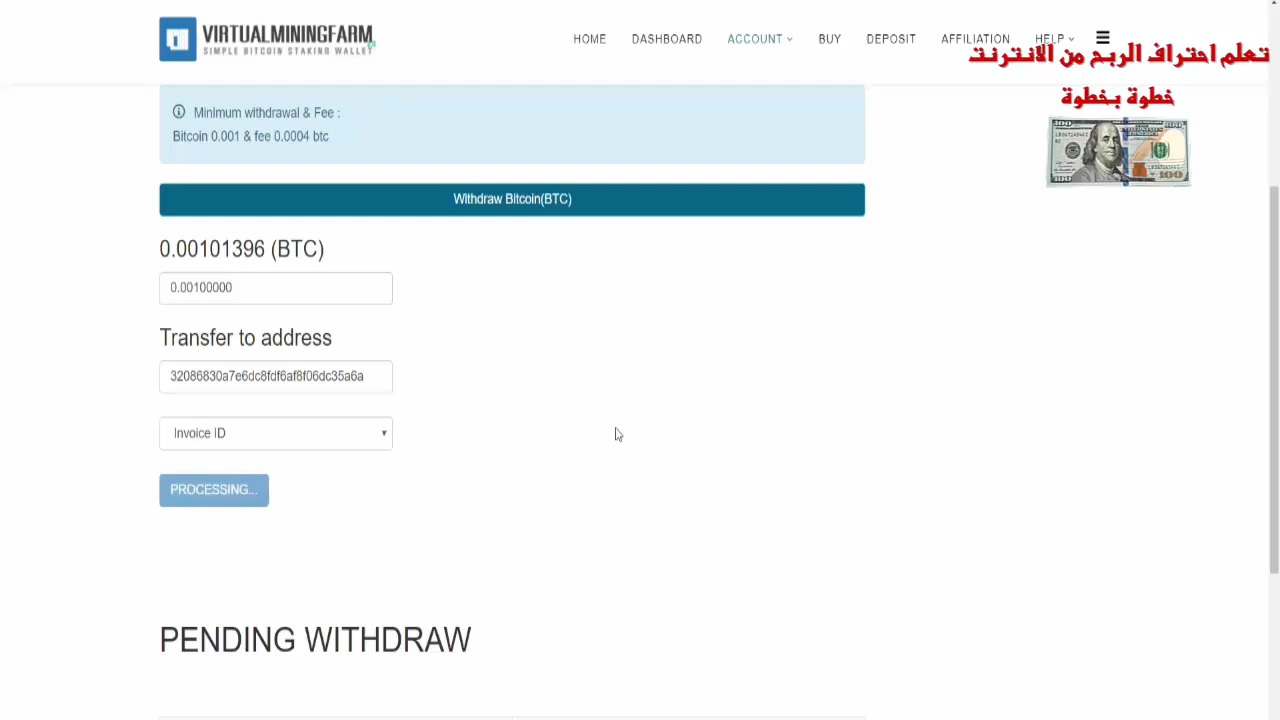 VIRTUALMININGFARM
SIMPLE BITCOIN STAKING WALLET
HOME DASHBOARD ACCOUNT BUY DEPOSIT AFFILIATION HELP
تعلم احتراف الربح من الانترنت
خطوة بخطوة
Minimum withdrawal & Fee :
Bitcoin 0.001 & fee 0.0004 btc
Withdraw Bitcoin(BTC)
0.00101396 (BTC)
0.00100000
Transfer to address
32086830a7e6dc8fdf6af8f06dc35a6a
Invoice ID
PROCESSING...
PENDING WITHDRAW